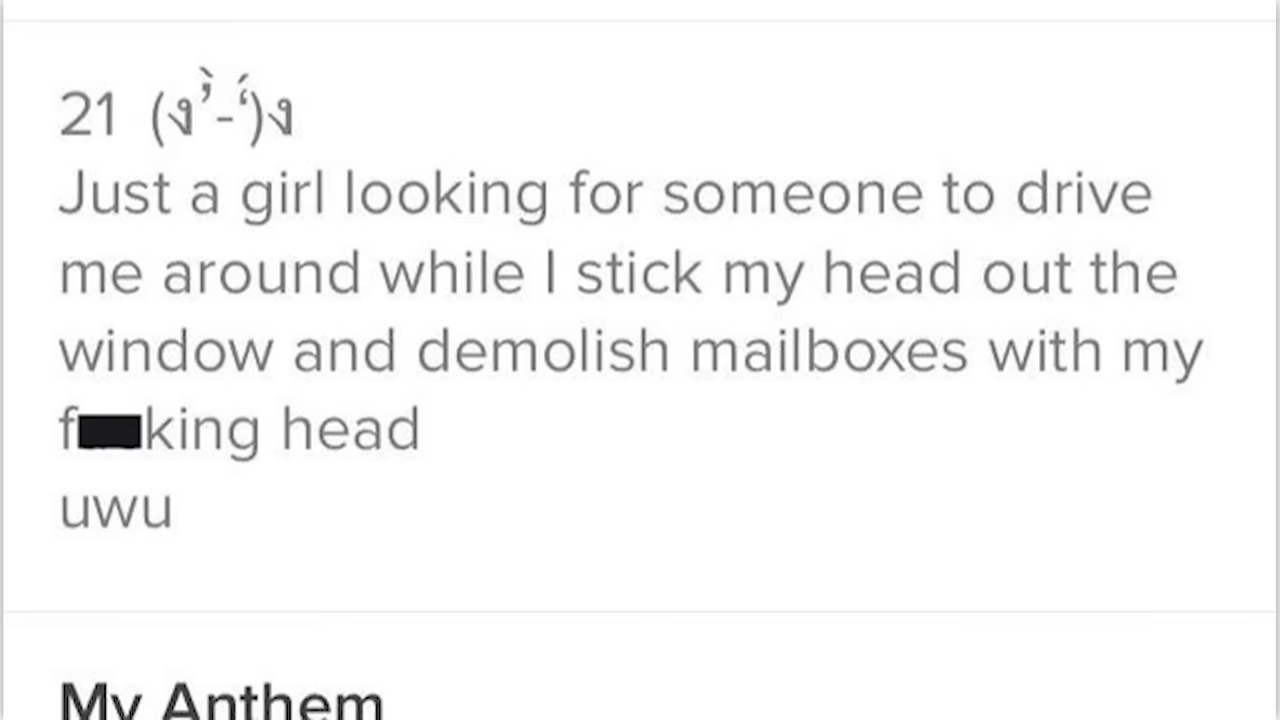 21 (ง'̀-'́)ง
Just a girl looking for someone to drive
me around while I stick my head out the
window and demolish mailboxes with my
f██king head
uwu
My Anthem